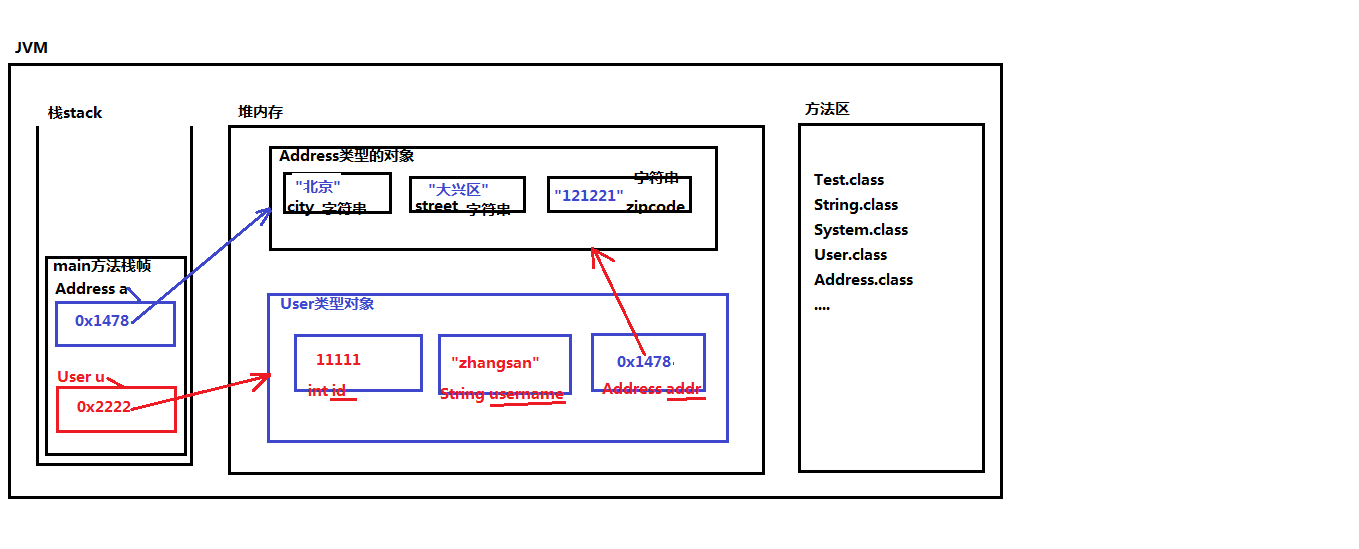 JVM
栈stack
main方法栈帧
Address a
0x1478
User u
0x2222
堆内存
Address类型的对象
"北京"
city 字符串
"大兴区"
street 字符串
字符串
"121221"
zipcode
User类型对象
11111
int id
"zhangsan"
String username
0x1478
Address addr
方法区
Test.class
String.class
System.class
User.class
Address.class
....